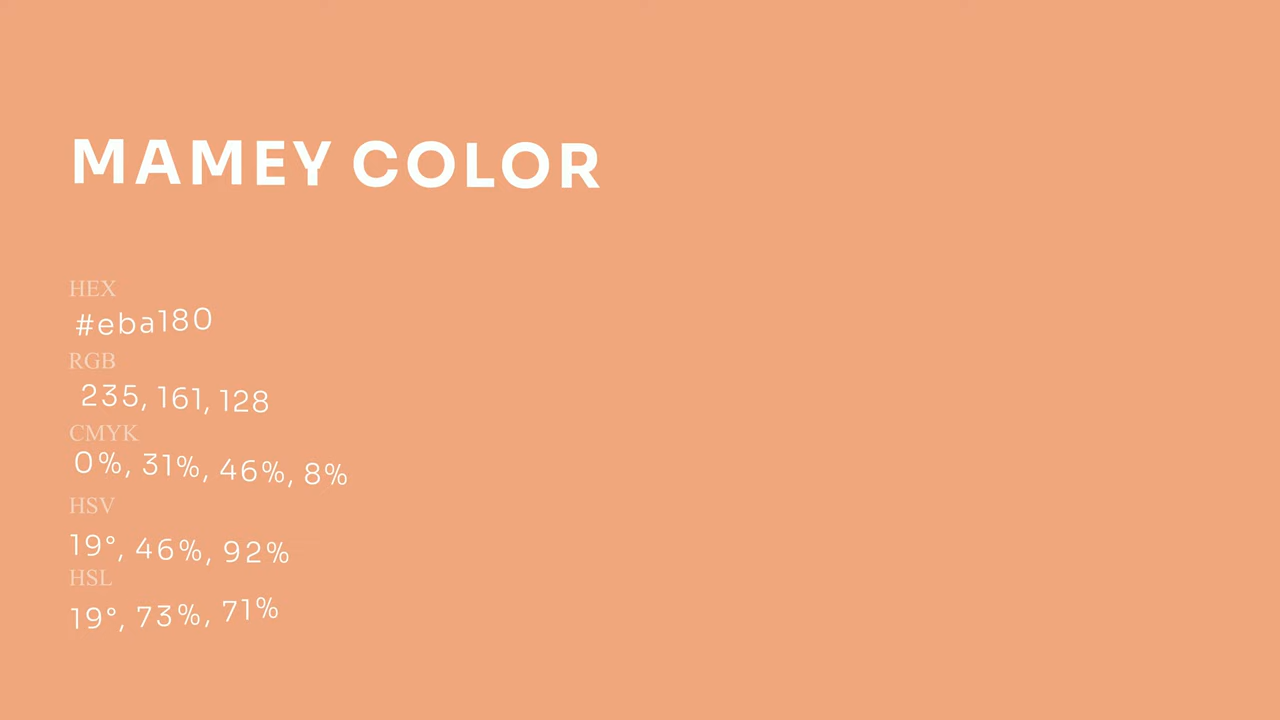 MAMEY COLOR
HEX
#eba180
RGB
235, 161, 128
CMYK
0%, 31%, 46%, 8%
HSV
19°, 46%, 92%
HSL
19°, 73%, 71%